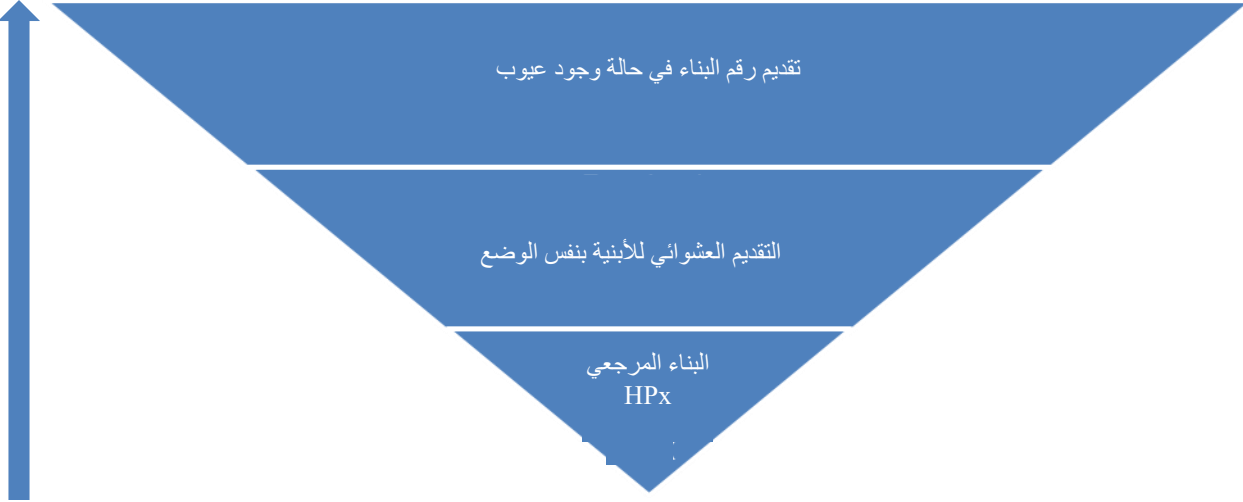 تقديم رقم البناء في حالة وجود عيوب
التقديم العشوائي للأبنية بنفس الوضع
البناء المرجعي
HPx